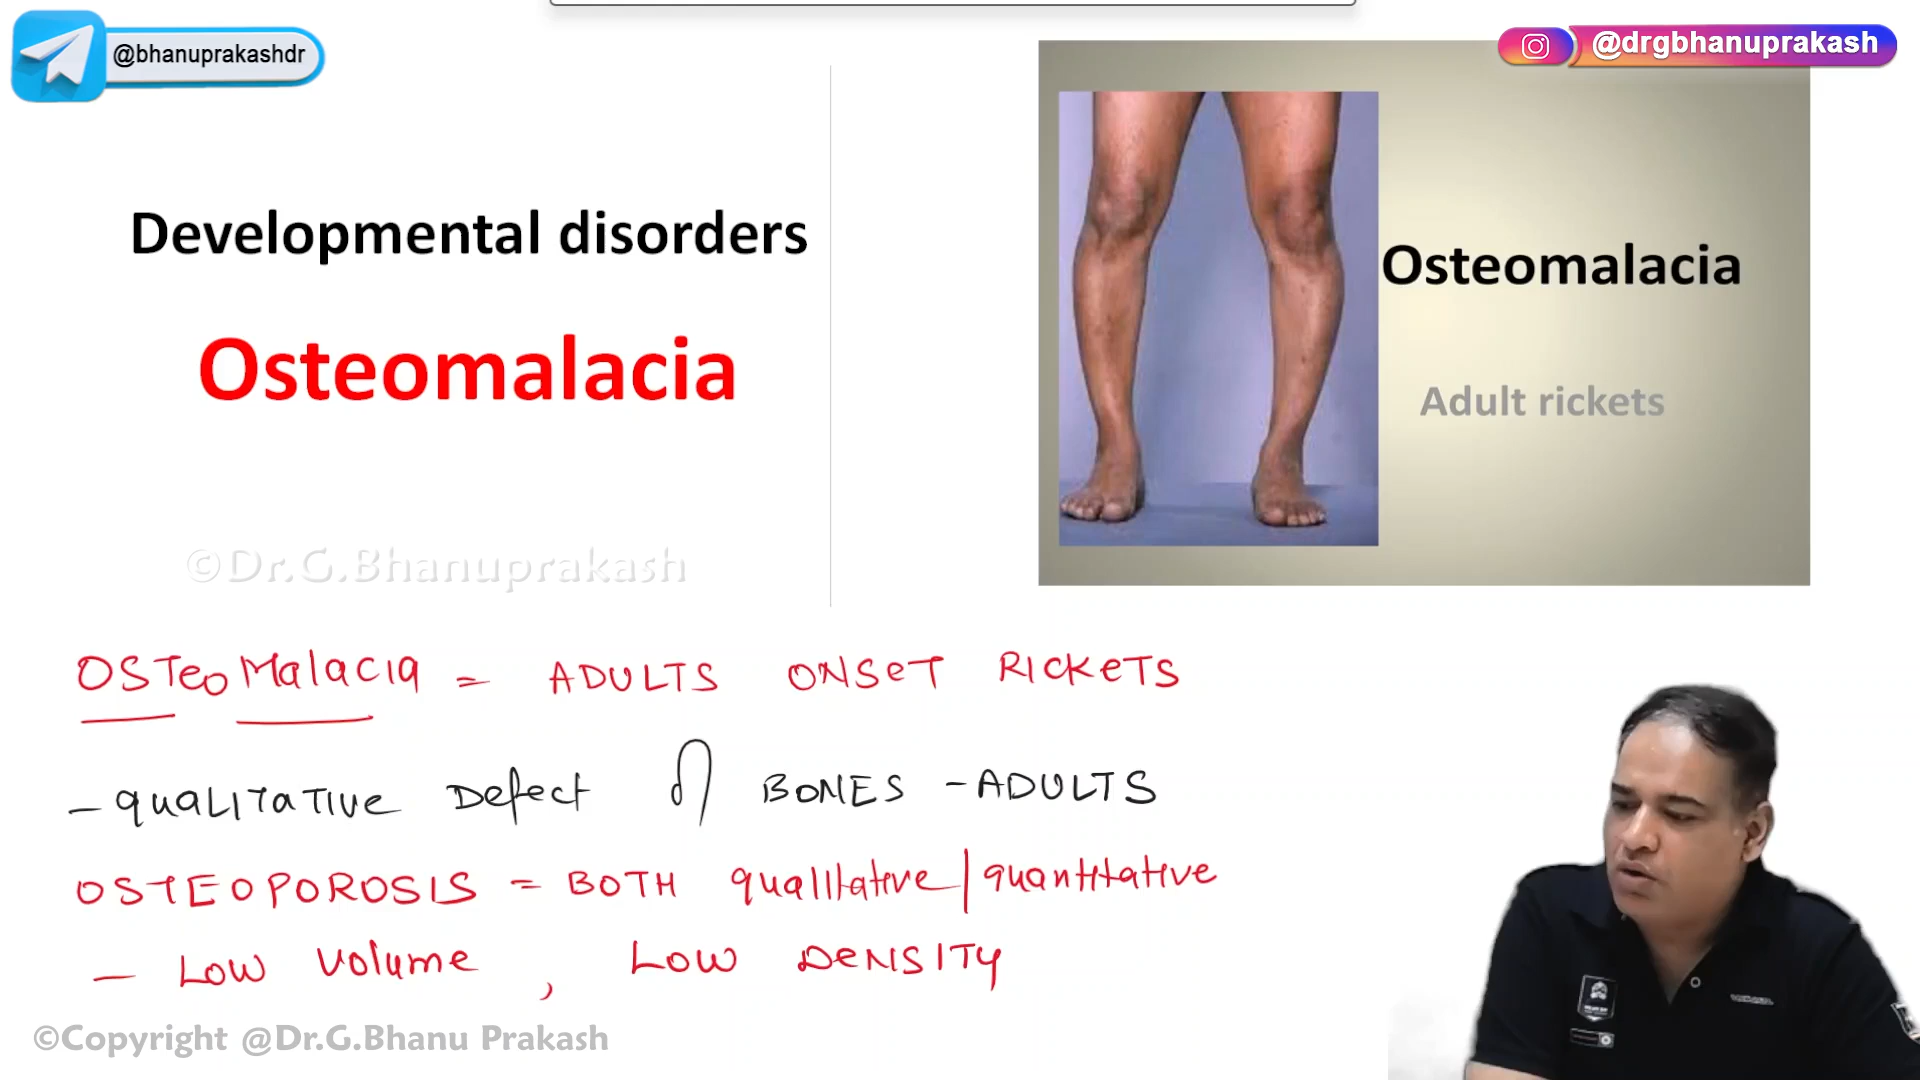 @bhanuprakashdr
@drgbhanuprakash
Developmental disorders
Osteomalacia
Osteomalacia
Adult rickets
©Dr.G.Bhanuprakash
OSTeoMalacia = ADULTS ONSeT RICKeTS
- qualITaTIve Defect of BONES - ADULTS
OSTEOPOROSIS = BOTH qualitative/quantitative
- Low volume, Low DeNSITy
©Copyright @Dr.G.Bhanu Prakash